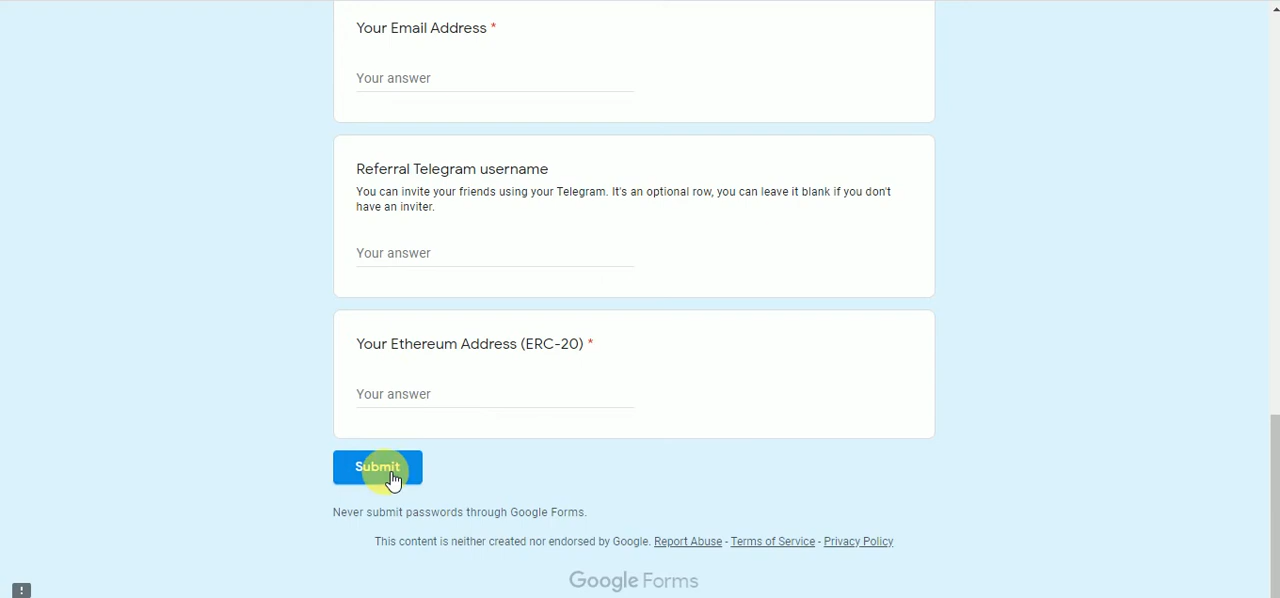 Your Email Address *
Your answer
Referral Telegram username
You can invite your friends using your Telegram. It's an optional row, you can leave it blank if you don't
have an inviter.
Your answer
Your Ethereum Address (ERC-20) *
Your answer
Submit
Never submit passwords through Google Forms.
This content is neither created nor endorsed by Google. Report Abuse - Terms of Service - Privacy Policy
Google Forms
!